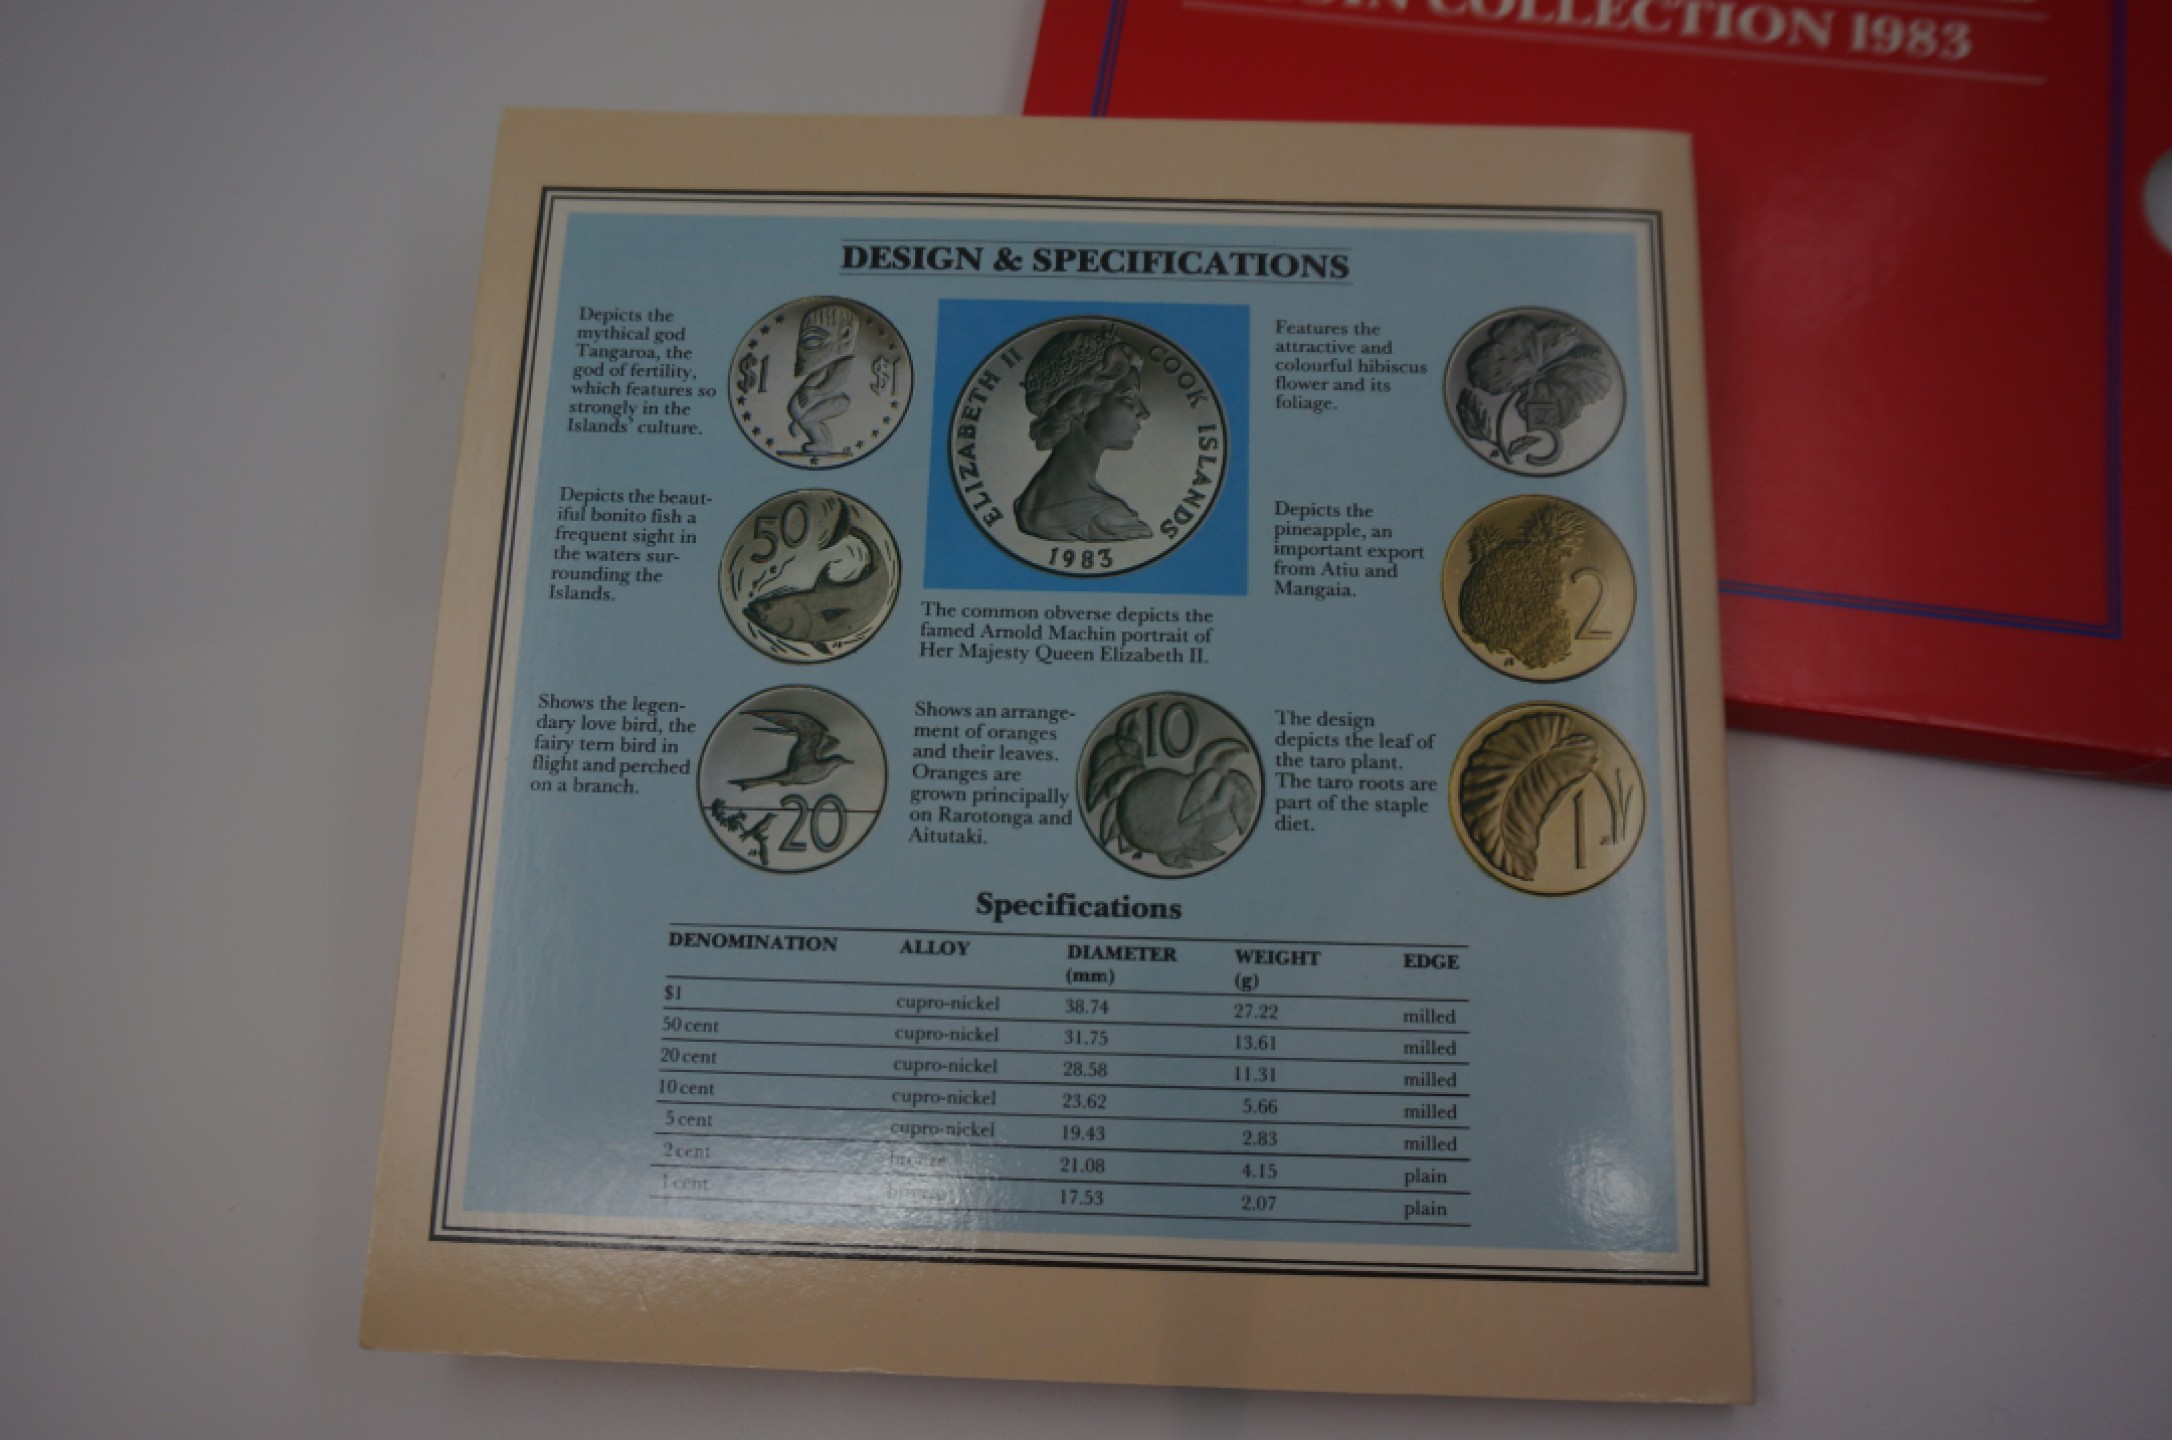 COIN COLLECTION 1983
DESIGN & SPECIFICATIONS
Depicts the
mythical god
Tangaroa, the
god of fertility,
which features so
strongly in the
Islands' culture.
$1 $1
ELIZABETH II COOK ISLANDS
1983
Features the
attractive and
colourful hibiscus
flower and its
foliage.
5
Depicts the beaut-
iful bonito fish a
frequent sight in
the waters sur-
rounding the
Islands.
50
The common obverse depicts the
famed Arnold Machin portrait of
Her Majesty Queen Elizabeth II.
Depicts the
pineapple, an
important export
from Atiu and
Mangaia.
2
Shows the legen-
dary love bird, the
fairy tern bird in
flight and perched
on a branch.
20
Shows an arrange-
ment of oranges
and their leaves.
Oranges are
grown principally
on Rarotonga and
Aitutaki.
10
The design
depicts the leaf of
the taro plant.
The taro roots are
part of the staple
diet.
1
Specifications
DENOMINATION ALLOY DIAMETER (mm) WEIGHT (g) EDGE
$1 cupro-nickel 38.74 27.22 milled
50 cent cupro-nickel 31.75 13.61 milled
20 cent cupro-nickel 28.58 11.31 milled
10 cent cupro-nickel 23.62 5.66 milled
5 cent cupro-nickel 19.43 2.83 milled
2 cent bronze 21.08 4.15 plain
1 cent bronze 17.53 2.07 plain